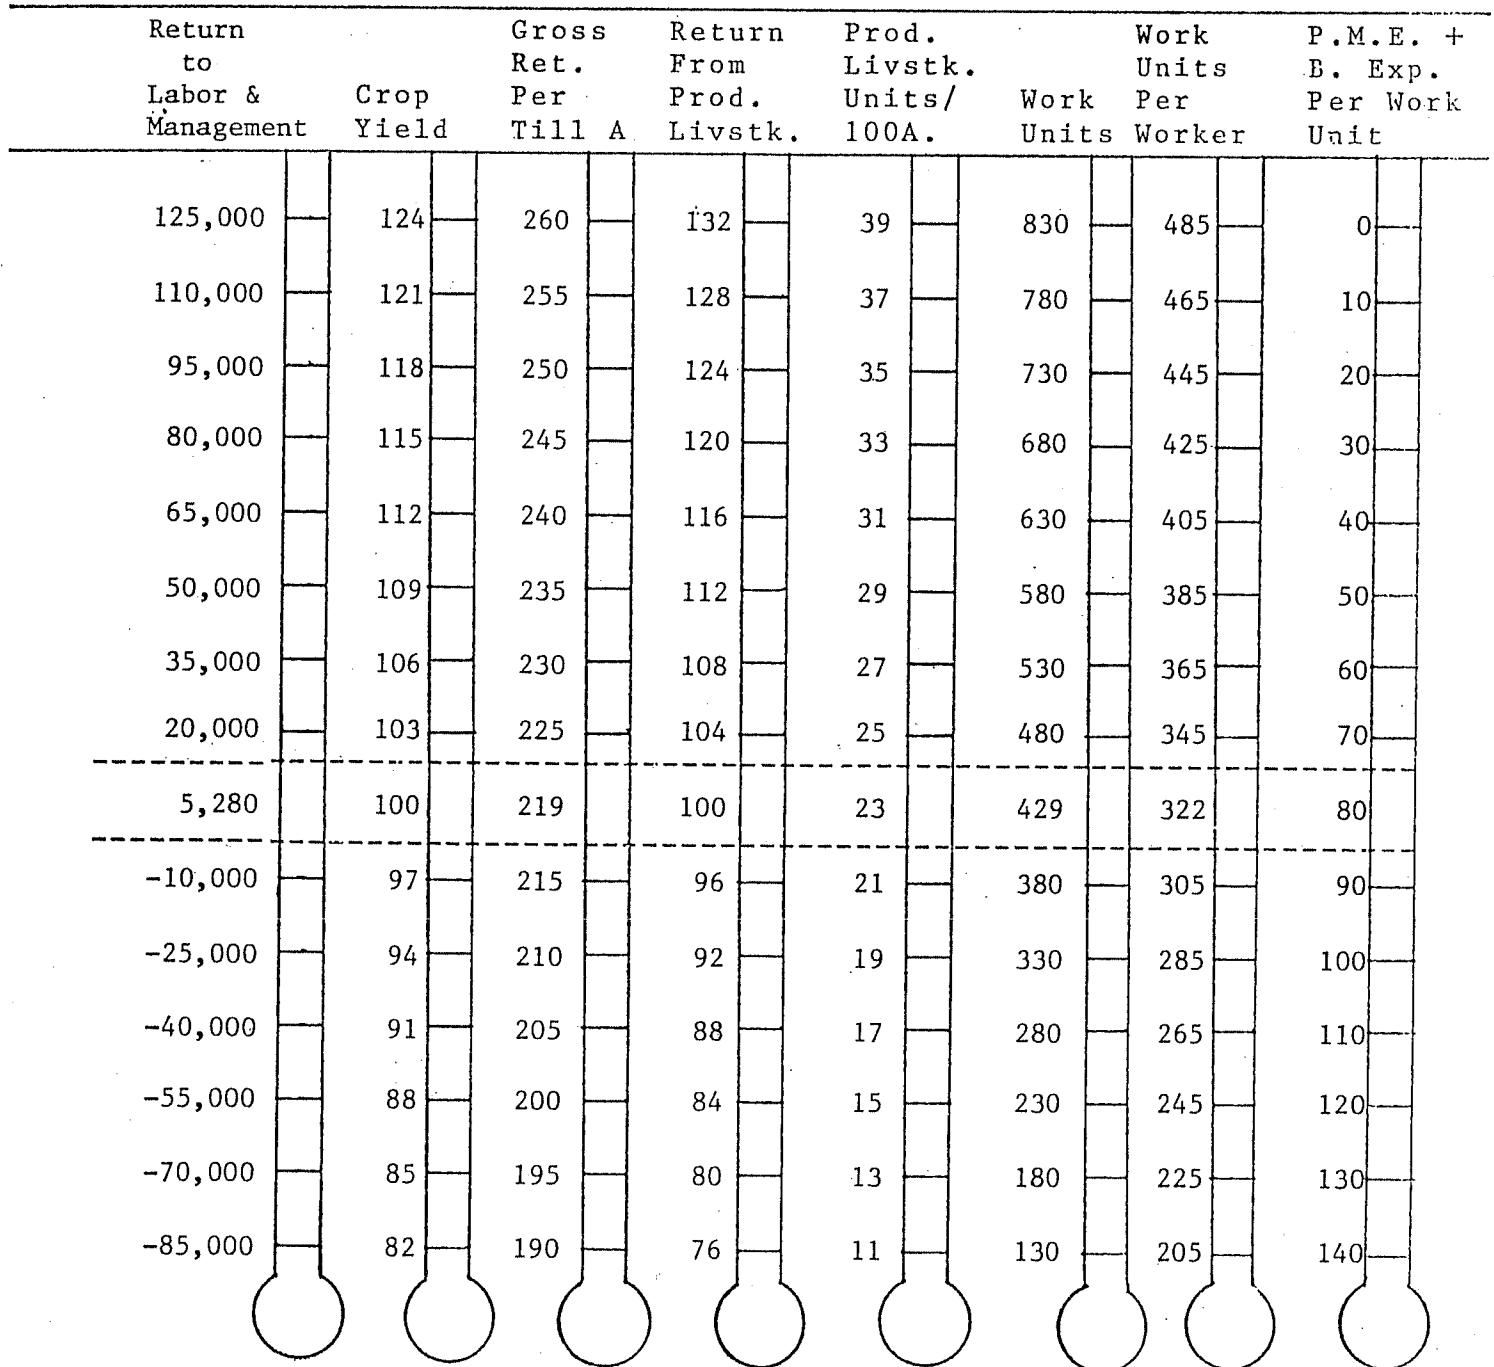 Return Gross Return Prod. Work P.M.E. +
to Ret. From Livstk. Units B. Exp.
Labor & Crop Per Prod. Units/ Work Per Per Work
Management Yield Till A Livstk. 100A. Units Worker Unit
125,000 124 260 132 39 830 485 0
110,000 121 255 128 37 780 465 10
95,000 118 250 124 35 730 445 20
80,000 115 245 120 33 680 425 30
65,000 112 240 116 31 630 405 40
50,000 109 235 112 29 580 385 50
35,000 106 230 108 27 530 365 60
20,000 103 225 104 25 480 345 70
5,280 100 219 100 23 429 322 80
-10,000 97 215 96 21 380 305 90
-25,000 94 210 92 19 330 285 100
-40,000 91 205 88 17 280 265 110
-55,000 88 200 84 15 230 245 120
-70,000 85 195 80 13 180 225 130
-85,000 82 190 76 11 130 205 140